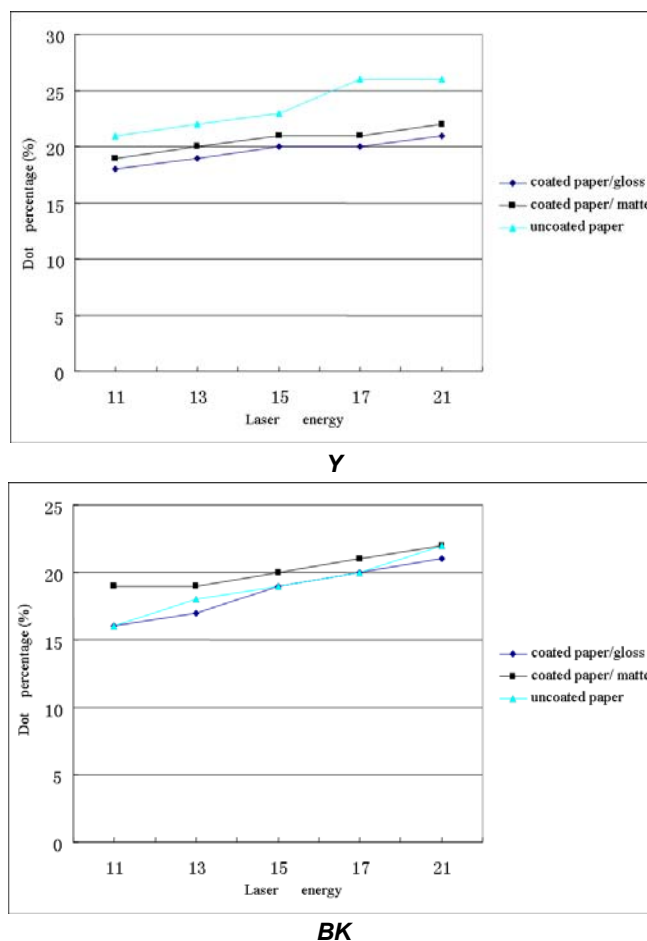 30
25
20
15
10
5
0
Dot percentage (%)
11 13 15 17 21
Laser energy
coated paper/gloss
coated paper/ matte
uncoated paper
Y
25
20
15
10
5
0
Dot percentage (%)
11 13 15 17 21
Laser energy
coated paper/gloss
coated paper/ matte
uncoated paper
BK